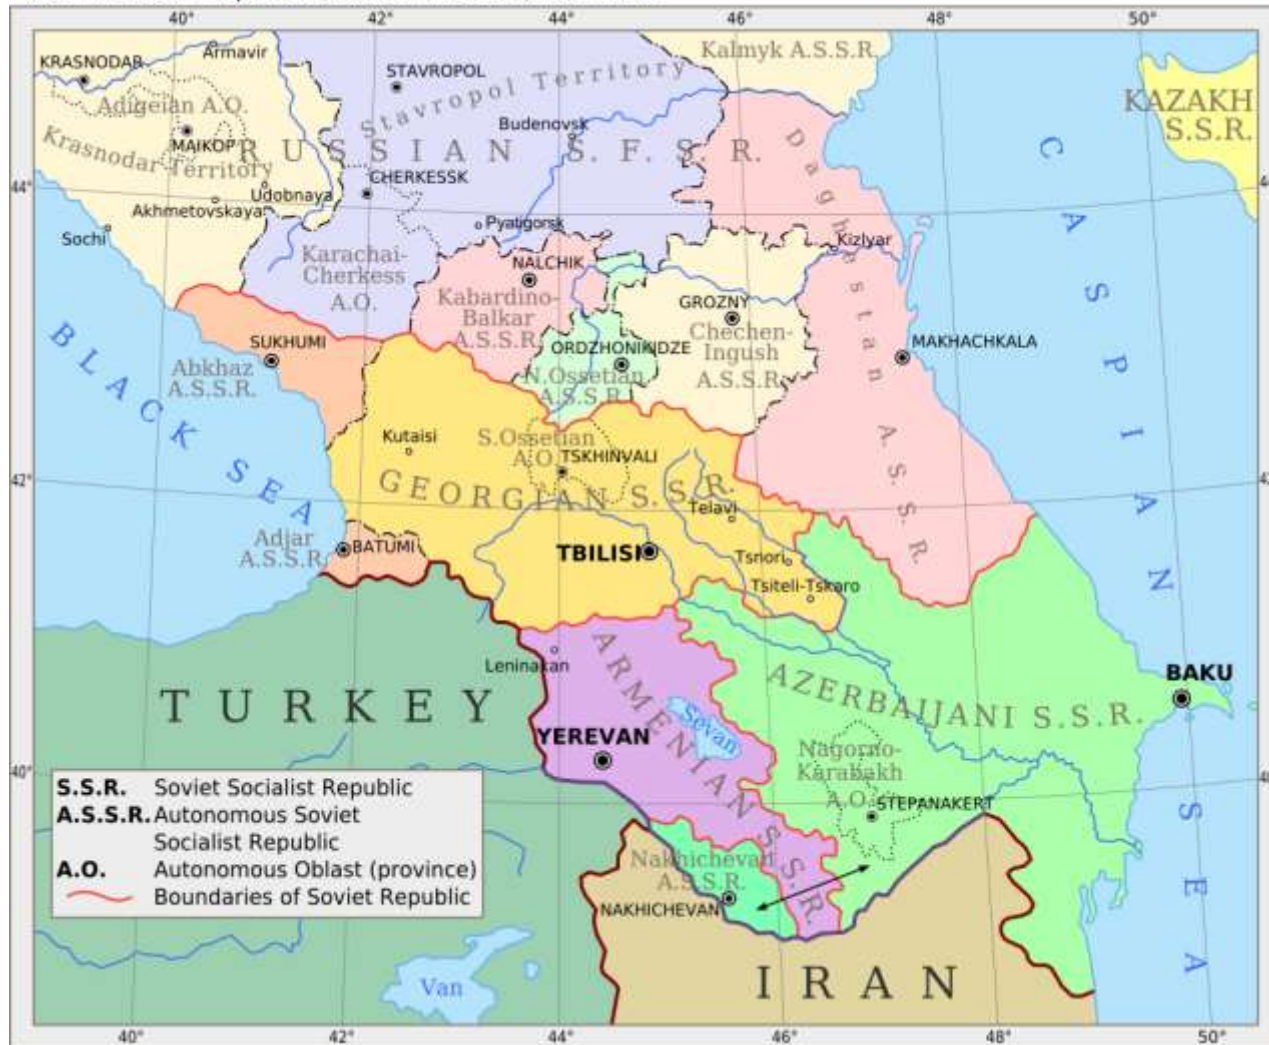 40° 42° 44° 46° 48° 50°
KRASNODAR
Armavir
STAVROPOL
Stavropol Territory
Kalmyk A.S.S.R.
KAZAKH
S.S.R.
Adigeian A.O.
MAIKOP
Krasnodar Territory
Budenovsk
RUSSIAN S.F.S.R.
Daghestan A.S.S.R.
CASPIAN SEA
44°
44°
CHERKESSK
Udobnaya
Akhmetovskaya
Sochi
Pyatigorsk
Kizlyar
Karachai-
Cherkess
A.O.
NALCHIK
Kabardino-
Balkar
A.S.S.R.
GROZNY
Chechen-
Ingush
A.S.S.R.
BLACK SEA
SUKHUMI
Abkhaz
A.S.S.R.
ORDZHONIKIDZE
N.Ossetian
A.S.S.R.
MAKHACHKALA
Kutaisi
S.Ossetian
A.O.
TSKHINVALI
42°
42°
GEORGIAN S.S.R.
Telavi
Adjar
A.S.S.R.
BATUMI
TBILISI
Tsnori
Tsiteli-Tskaro
Leninakan
ARMENIAN S.S.R.
AZERBAIJANI S.S.R.
BAKU
TURKEY
Sevan
YEREVAN
Nagorno-
Karabakh
A.O.
STEPANAKERT
40°
40°
S.S.R. Soviet Socialist Republic
A.S.S.R. Autonomous Soviet
Socialist Republic
A.O. Autonomous Oblast (province)
Boundaries of Soviet Republic
Nakhichevan
A.S.S.R.
NAKHICHEVAN
Van
IRAN
40° 42° 44° 46° 48° 50°